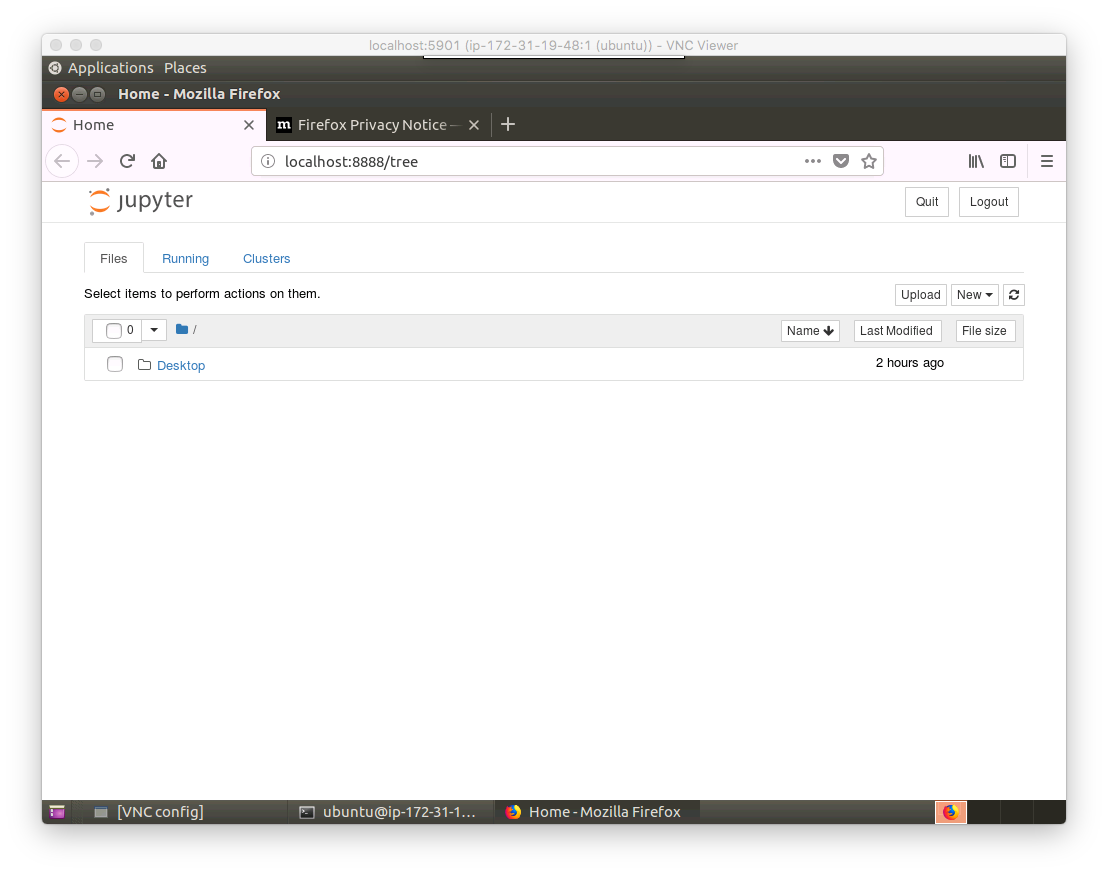 localhost:5901 (ip-172-31-19-48:1 (ubuntu)) - VNC Viewer
Applications Places
Home - Mozilla Firefox
Home Firefox Privacy Notice —
localhost:8888/tree
jupyter Quit Logout
Files Running Clusters
Select items to perform actions on them. Upload New
0 / Name Last Modified File size
Desktop 2 hours ago
[VNC config] ubuntu@ip-172-31-1... Home - Mozilla Firefox